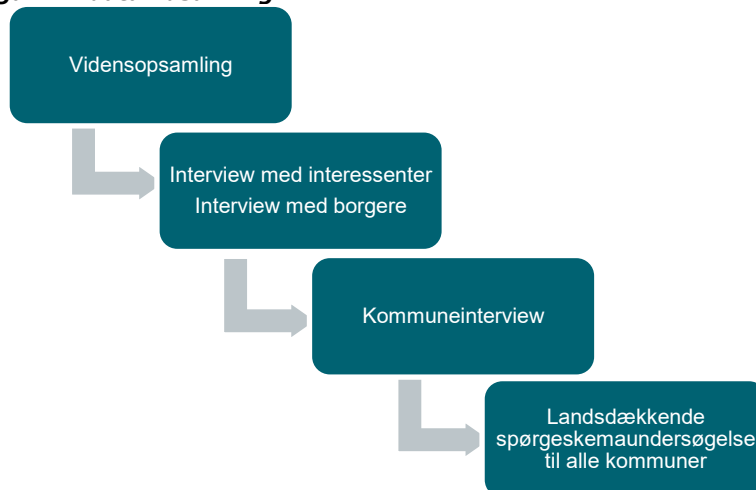 Vidensopsamling
Interview med interessenter
Interview med borgere
Kommuneinterview
Landsdækkende
spørgeskemaundersøgelse
til alle kommuner